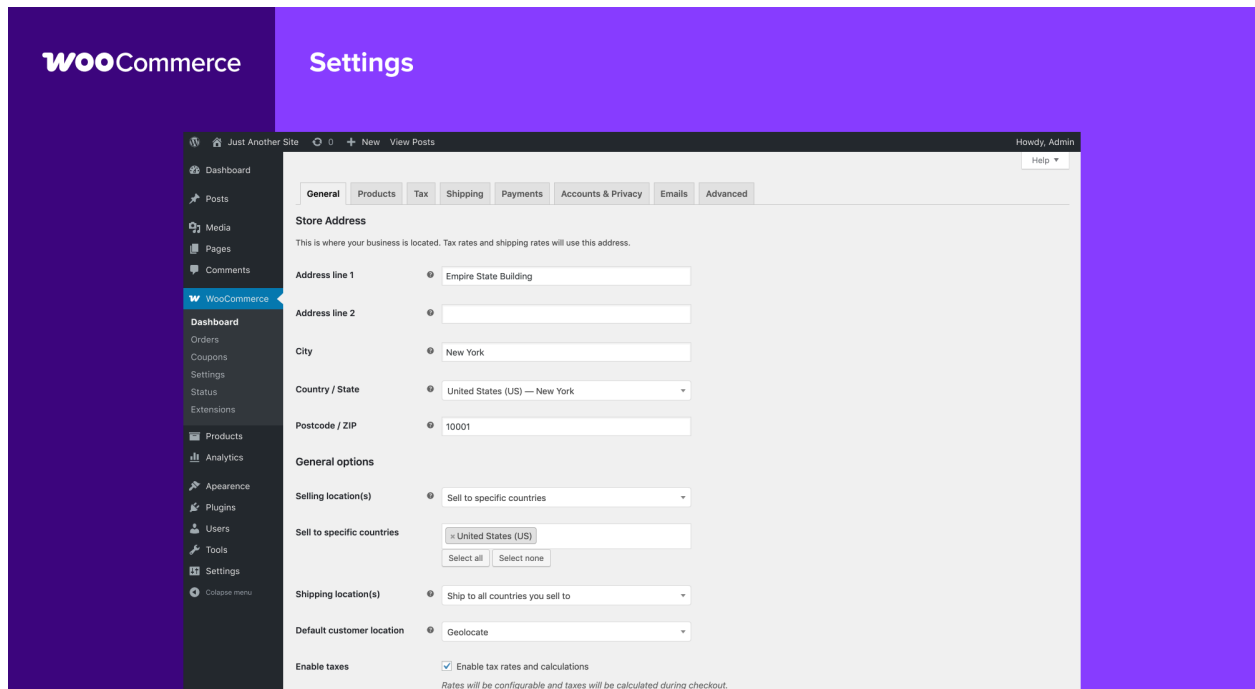 WOOCommerce
Settings
Just Another Site 0 + New View Posts Howdy, Admin
Help ▼
Dashboard
Posts
Media
Pages
Comments
W WooCommerce
Dashboard
Orders
Coupons
Settings
Status
Extensions
Products
Analytics
Apearence
Plugins
Users
Tools
Settings
Colapse menu
General Products Tax Shipping Payments Accounts & Privacy Emails Advanced
Store Address
This is where your business is located. Tax rates and shipping rates will use this address.
Address line 1 Empire State Building
Address line 2
City New York
Country / State United States (US) — New York
Postcode / ZIP 10001
General options
Selling location(s) Sell to specific countries
Sell to specific countries × United States (US)
Select all Select none
Shipping location(s) Ship to all countries you sell to
Default customer location Geolocate
Enable taxes Enable tax rates and calculations
Rates will be configurable and taxes will be calculated during checkout.